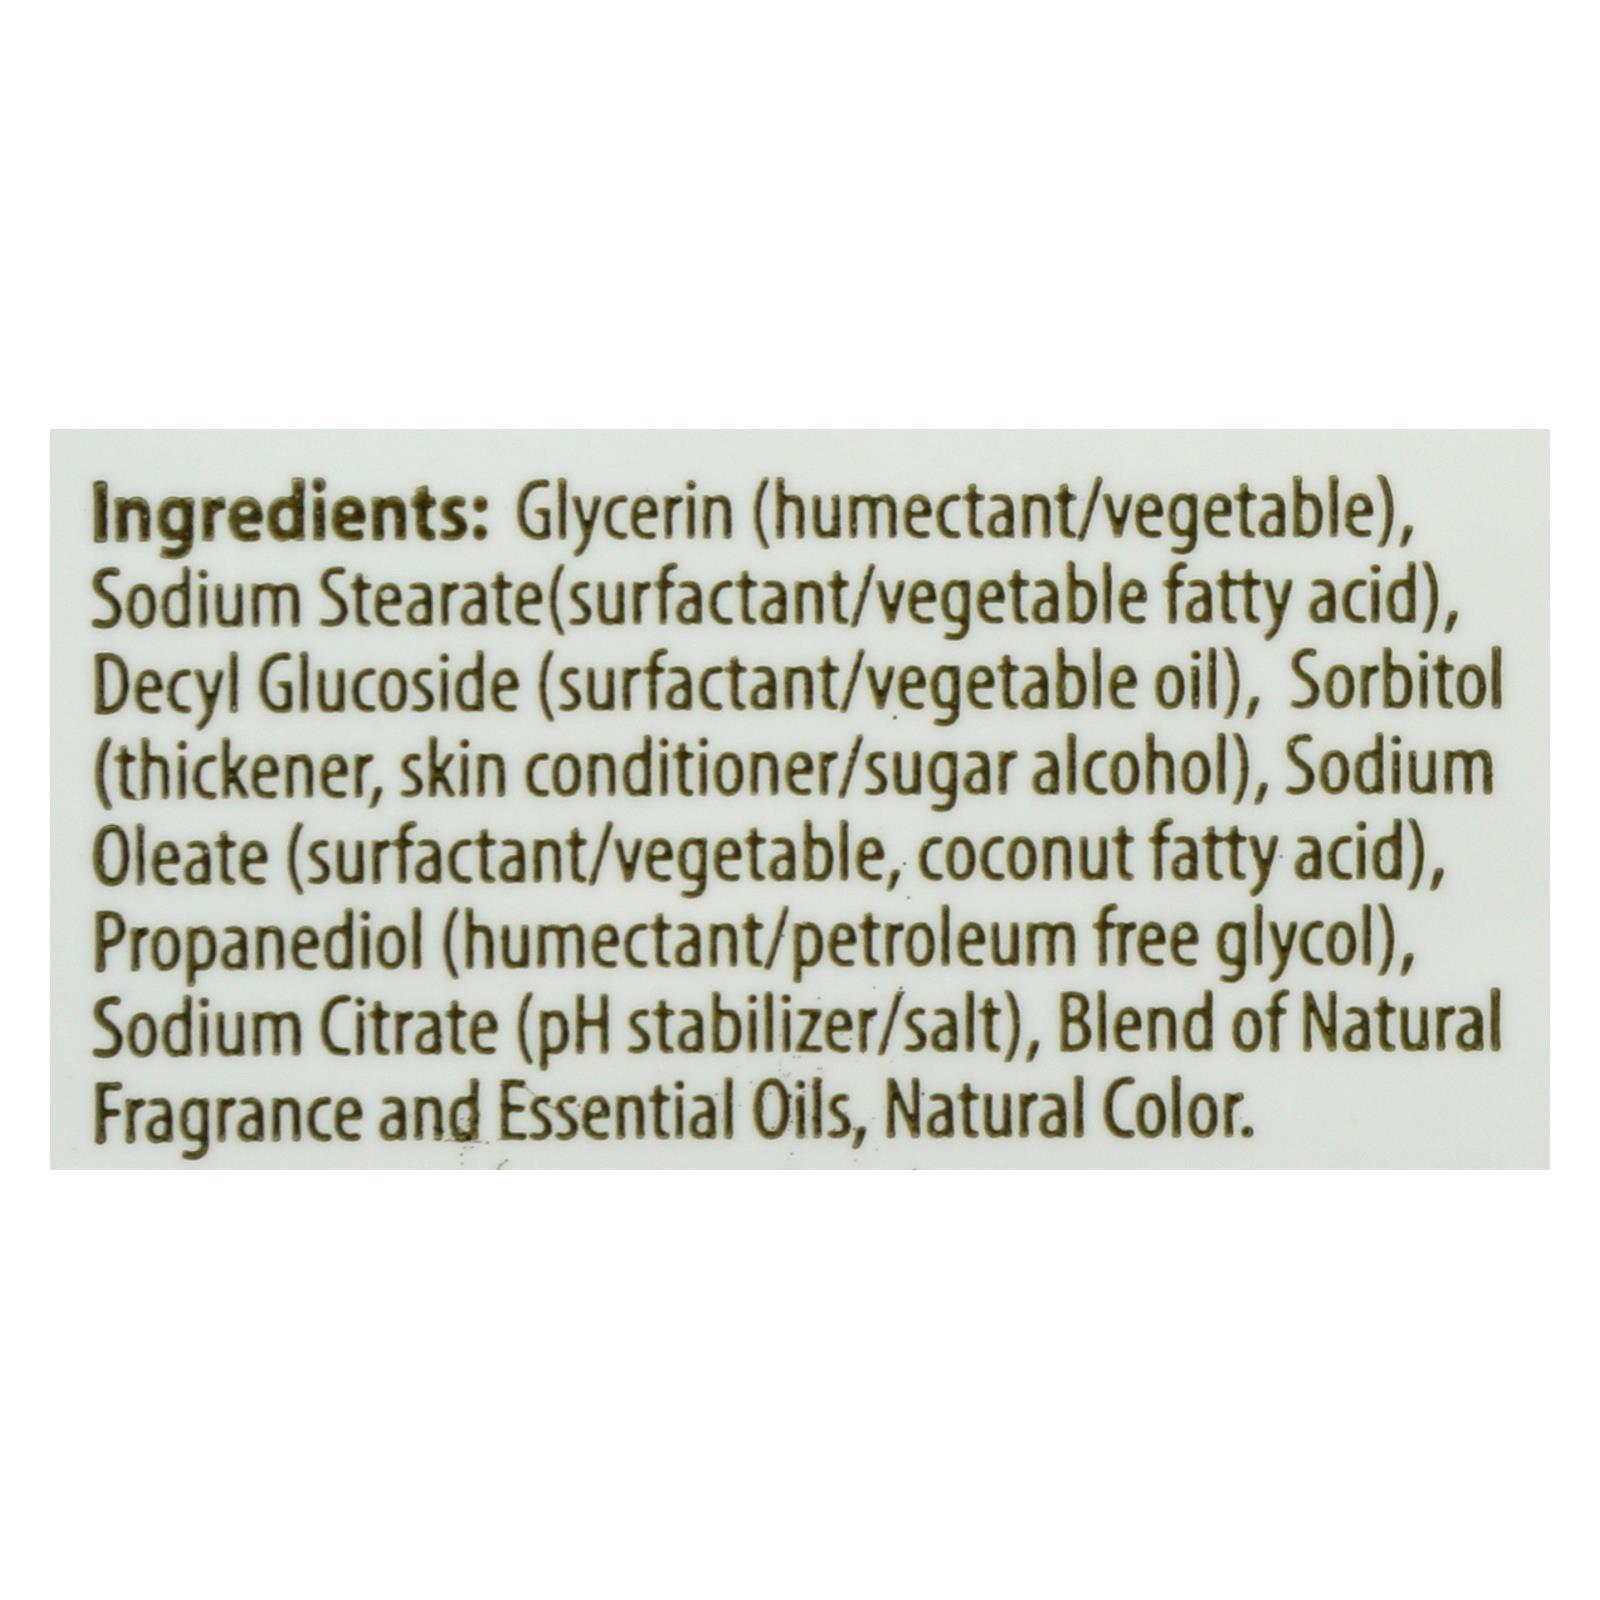 Ingredients: Glycerin (humectant/vegetable),
Sodium Stearate(surfactant/vegetable fatty acid),
Decyl Glucoside (surfactant/vegetable oil), Sorbitol
(thickener, skin conditioner/sugar alcohol), Sodium
Oleate (surfactant/vegetable, coconut fatty acid),
Propanediol (humectant/petroleum free glycol),
Sodium Citrate (pH stabilizer/salt), Blend of Natural
Fragrance and Essential Oils, Natural Color.